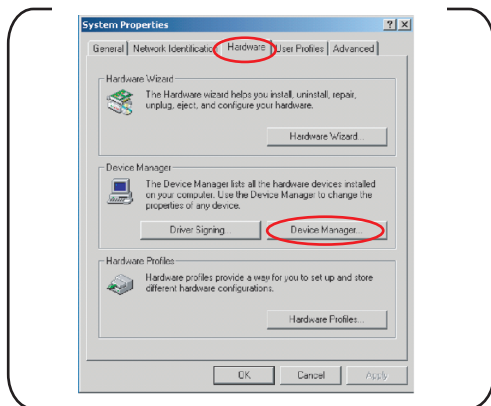 System Properties
General Network Identification Hardware User Profiles Advanced
Hardware Wizard
The Hardware wizard helps you install, uninstall, repair,
unplug, eject, and configure your hardware.
Hardware Wizard...
Device Manager
The Device Manager lists all the hardware devices installed
on your computer. Use the Device Manager to change the
properties of any device.
Driver Signing... Device Manager...
Hardware Profiles
Hardware profiles provide a way for you to set up and store
different hardware configurations.
Hardware Profiles...
OK Cancel Apply